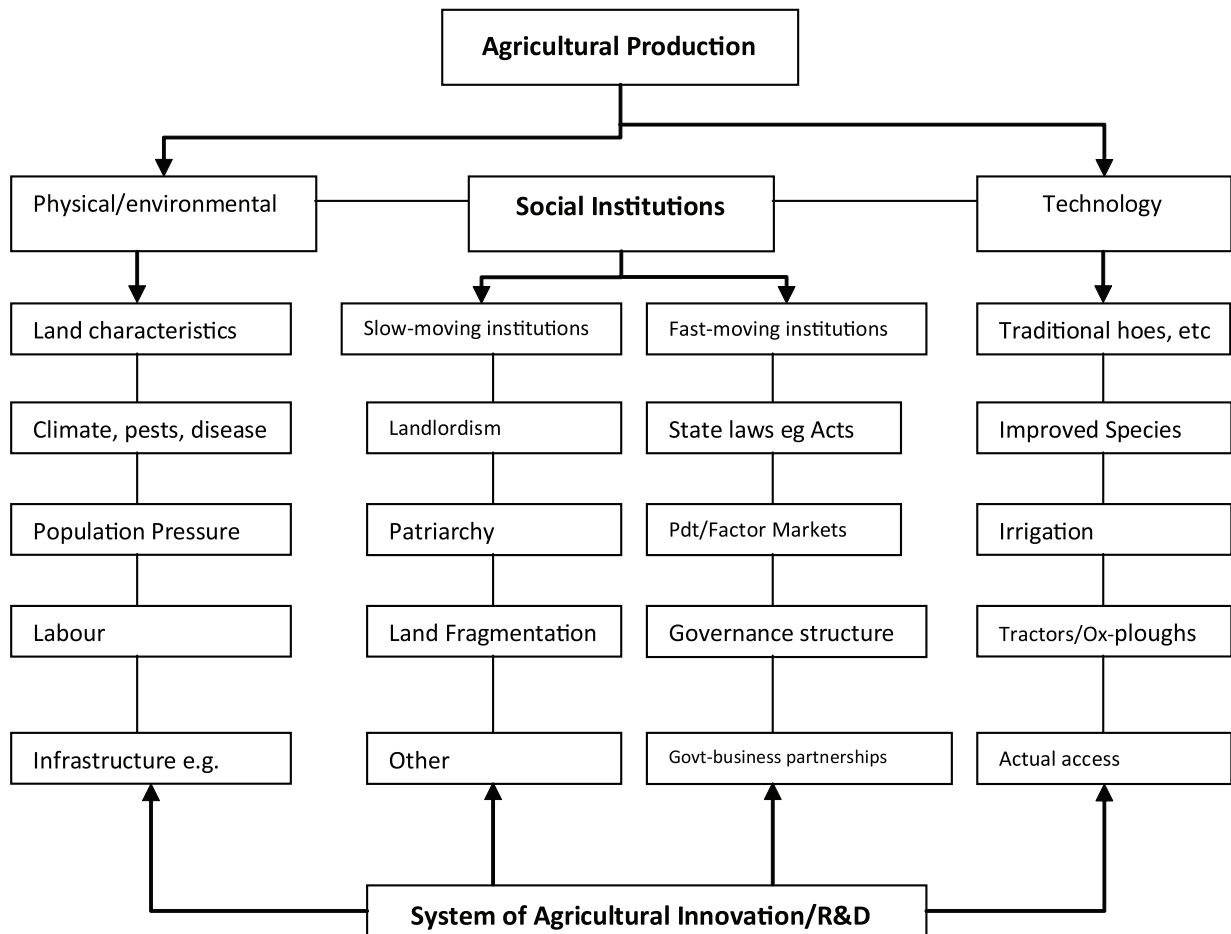 Agricultural Production
Physical/environmental
Social Institutions
Technology
Land characteristics
Slow-moving institutions
Fast-moving institutions
Traditional hoes, etc
Climate, pests, disease
Landlordism
State laws eg Acts
Improved Species
Population Pressure
Patriarchy
Pdt/Factor Markets
Irrigation
Labour
Land Fragmentation
Governance structure
Tractors/Ox-ploughs
Infrastructure e.g.
Other
Govt-business partnerships
Actual access
System of Agricultural Innovation/R&D